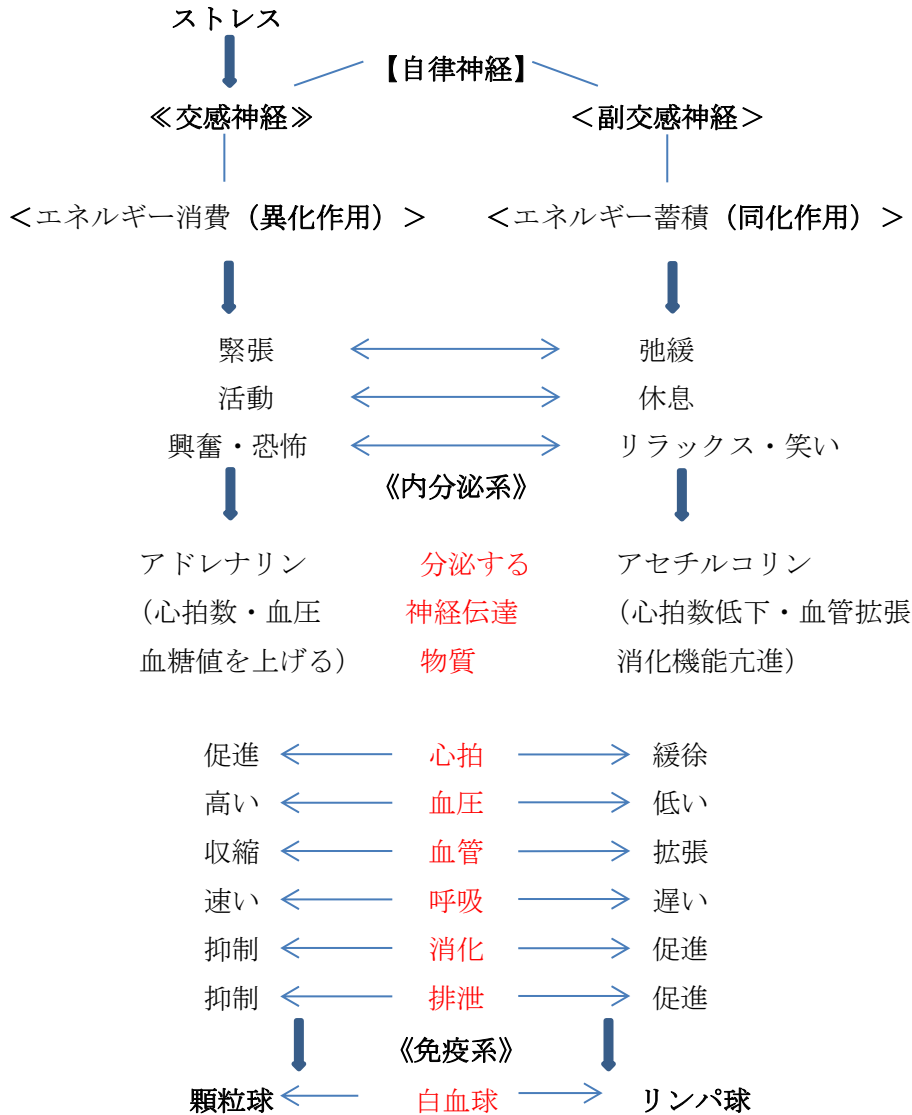 ストレス
【自律神経】
≪交感神経≫ ＜副交感神経＞
＜エネルギー消費（異化作用）＞ ＜エネルギー蓄積（同化作用）＞
緊張 弛緩
活動 休息
興奮・恐怖 リラックス・笑い
《内分泌系》
アドレナリン 分泌する アセチルコリン
（心拍数・血圧 神経伝達 （心拍数低下・血管拡張
血糖値を上げる） 物質 消化機能亢進）
促進 心拍 緩徐
高い 血圧 低い
収縮 血管 拡張
速い 呼吸 遅い
抑制 消化 促進
抑制 排泄 促進
《免疫系》
顆粒球 白血球 リンパ球